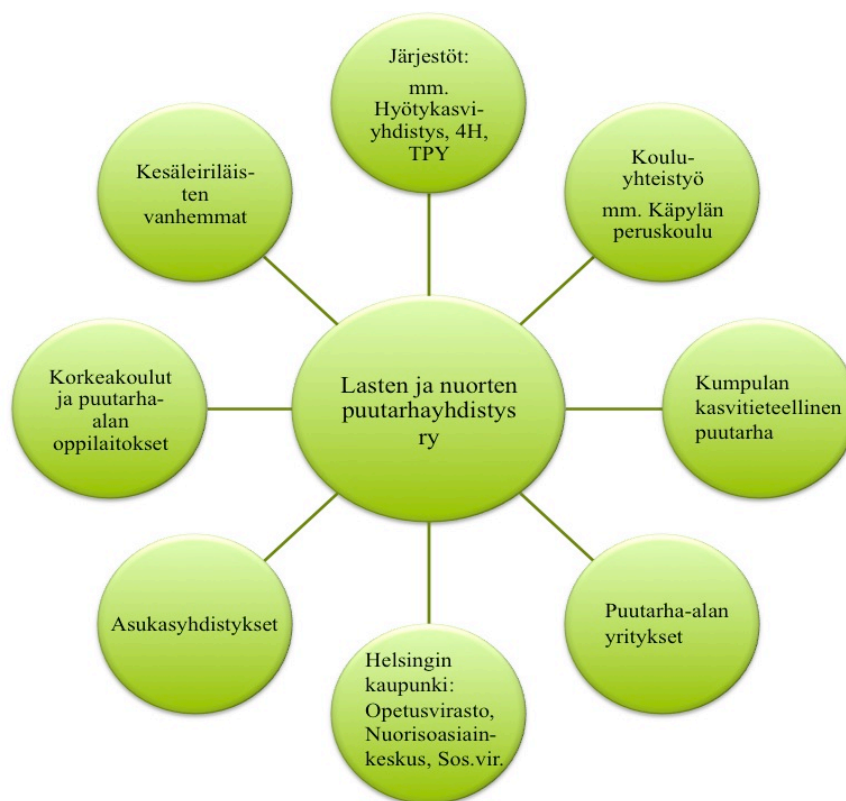 Järjestöt:
mm.
Hyötykasvi-
yhdistys, 4H,
TPY
Koulu-
yhteistyö
mm. Käpylän
peruskoulu
Kumpulan
kasvitieteellinen
puutarha
Puutarha-alan
yritykset
Helsingin
kaupunki:
Opetusvirasto,
Nuorisoasiain-
keskus, Sos.vir.
Asukasyhdistykset
Korkeakoulut
ja puutarha-
alan
oppilaitokset
Kesäleiriläis-
ten
vanhemmat
Lasten ja nuorten
puutarhayhdistys
ry